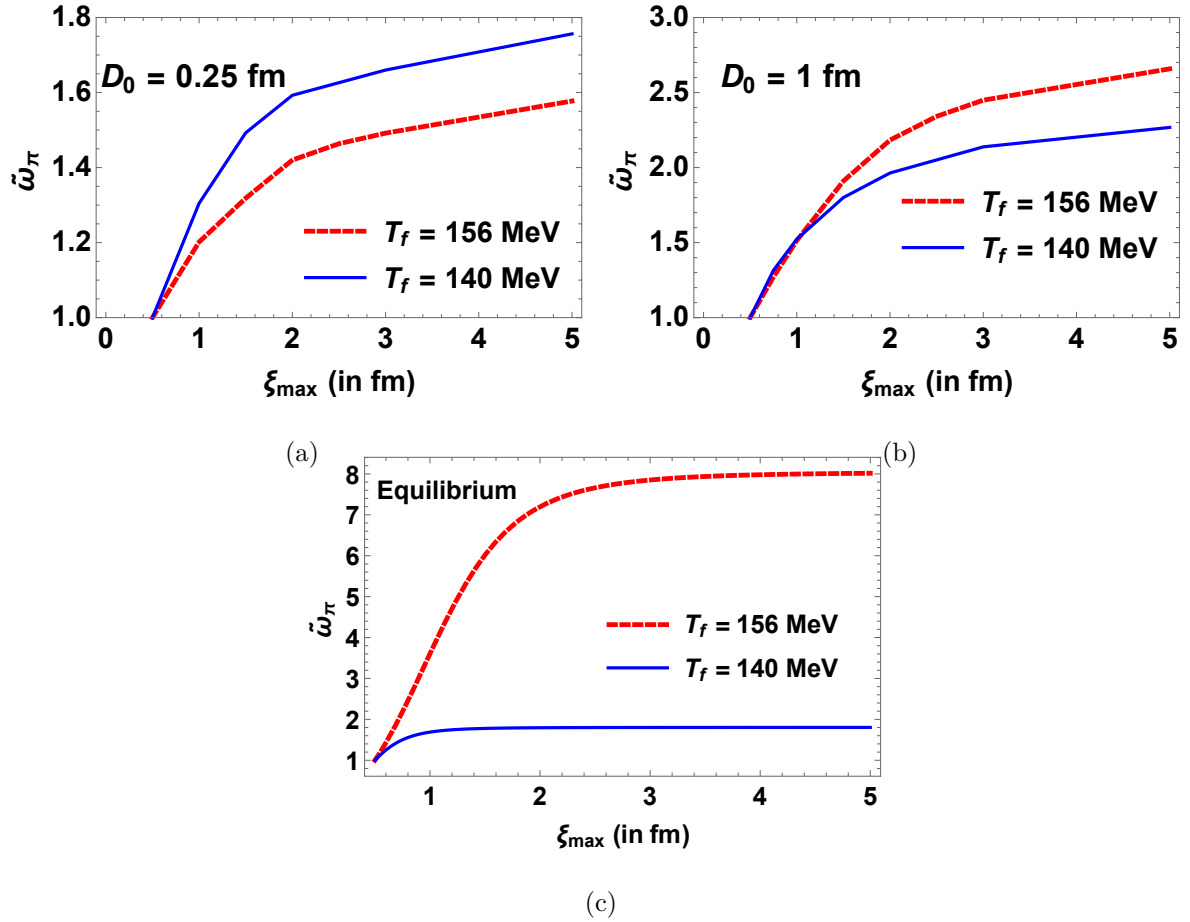 1.8
1.6
1.4
1.2
1.0
ω̃π
D0 = 0.25 fm
Tf = 156 MeV
Tf = 140 MeV
0 1 2 3 4 5
ξmax (in fm)
(a)
3.0
2.5
2.0
1.5
1.0
ω̃π
D0 = 1 fm
Tf = 156 MeV
Tf = 140 MeV
0 1 2 3 4 5
ξmax (in fm)
(b)
8
7
6
5
4
3
2
1
ω̃π
Equilibrium
Tf = 156 MeV
Tf = 140 MeV
1 2 3 4 5
ξmax (in fm)
(c)